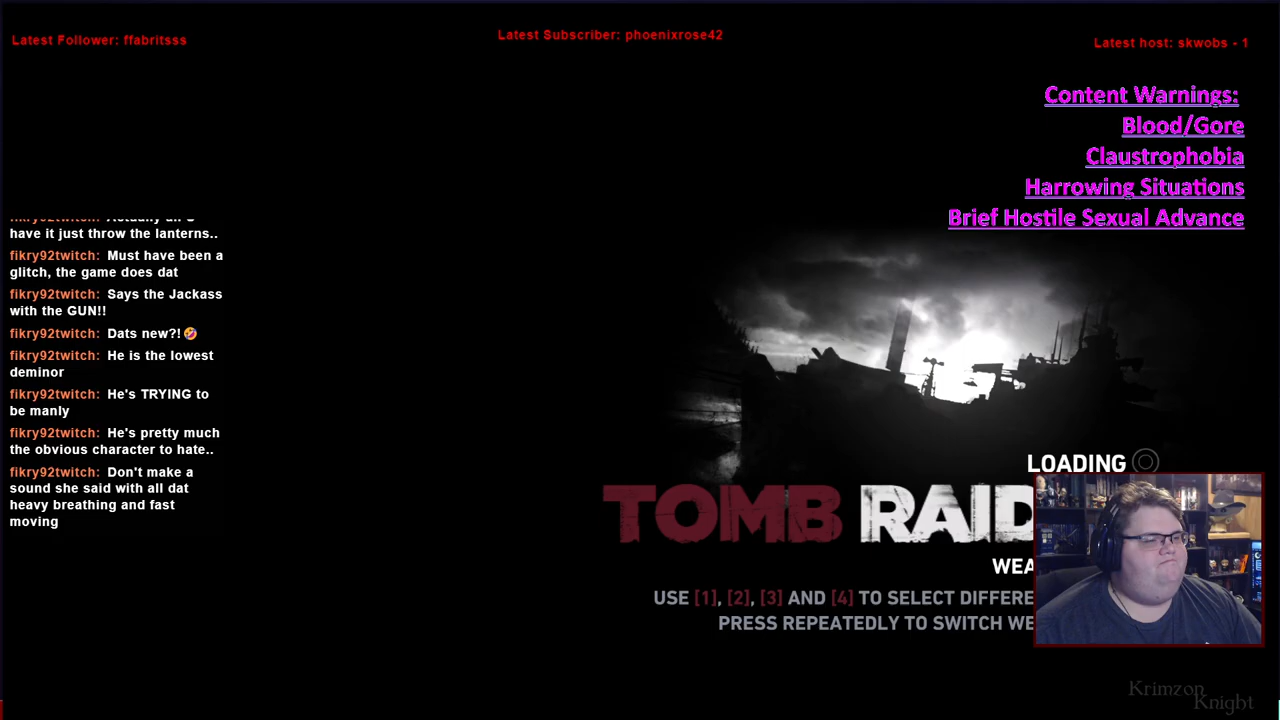 Latest Follower: ffabritsss
Latest Subscriber: phoenixrose42
Latest host: skwobs - 1
Content Warnings:
Blood/Gore
Claustrophobia
Harrowing Situations
Brief Hostile Sexual Advance
have it just throw the lanterns..
fikry92twitch: Must have been a
glitch, the game does dat
fikry92twitch: Says the Jackass
with the GUN!!
fikry92twitch: Dats new?!🤣
fikry92twitch: He is the lowest
deminor
fikry92twitch: He's TRYING to
be manly
fikry92twitch: He's pretty much
the obvious character to hate..
fikry92twitch: Don't make a
sound she said with all dat
heavy breathing and fast
moving
LOADING
TOMB RAID
WEA
USE [1], [2], [3] AND [4] TO SELECT DIFFERE
PRESS REPEATEDLY TO SWITCH WE
Krimzon
Knight